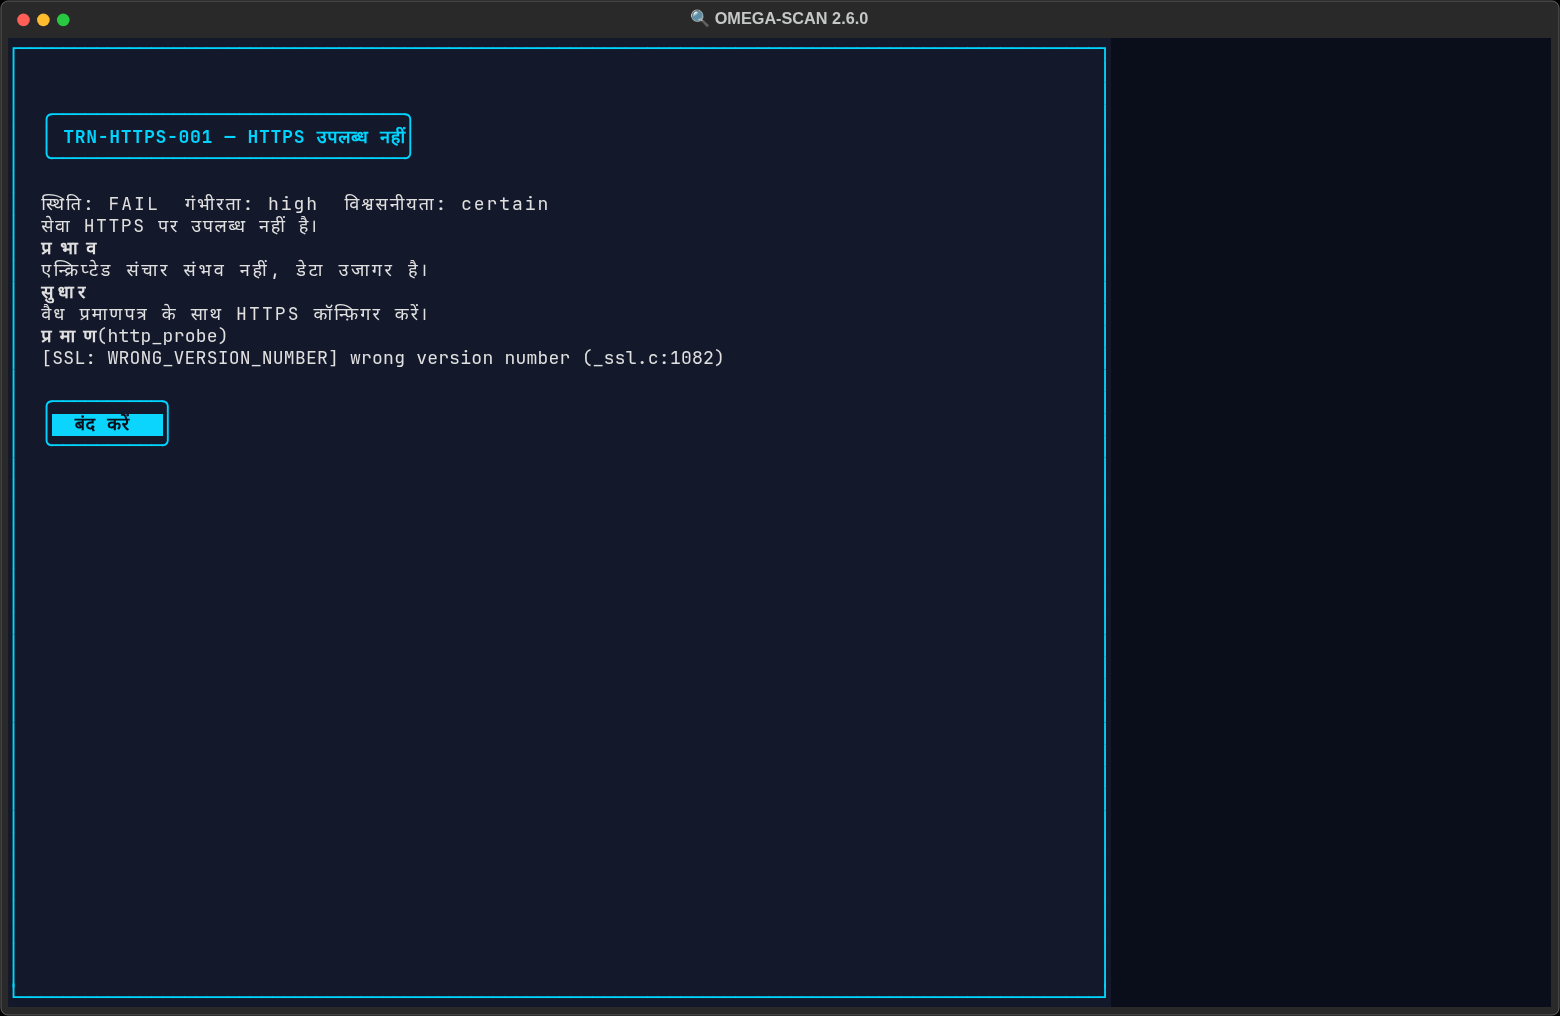 🔍 OMEGA-SCAN 2.6.0
TRN-HTTPS-001 — HTTPS उपलब्ध नहीं
स्थिति: FAIL गंभीरता: high विश्वसनीयता: certain
सेवा HTTPS पर उपलब्ध नहीं है।
प्रभाव
एन्क्रिप्टेड संचार संभव नहीं, डेटा उजागर है।
सुधार
वैध प्रमाणपत्र के साथ HTTPS कॉन्फ़िगर करें।
प्रमाण(http_probe)
[SSL: WRONG_VERSION_NUMBER] wrong version number (_ssl.c:1082)
बंद करें